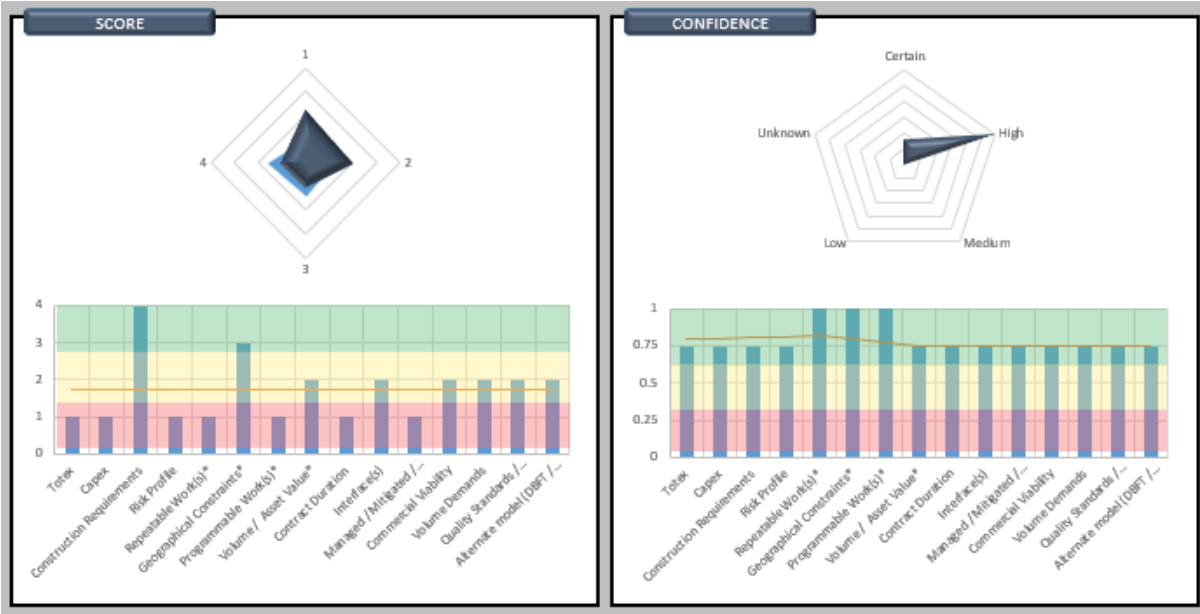 SCORE
1
4
2
3
4
3
2
1
0
Totex
Capex
Construction Requirements
Risk Profile
Repeatable Work(s)*
Geographical Constraints*
Programmable Work(s)*
Volume / Asset Value*
Contract Duration
Interface(s)
Managed / Mitigated /...
Commercial Viability
Volume Demands
Quality Standards /...
Alternate model (DBFT /...
CONFIDENCE
Certain
Unknown
High
Low
Medium
1
0.75
0.5
0.25
0
Totex
Capex
Construction Requirements
Risk Profile
Repeatable Work(s)*
Geographical Constraints*
Programmable Work(s)*
Volume / Asset Value*
Contract Duration
Interface(s)
Managed / Mitigated /...
Commercial Viability
Volume Demands
Quality Standards /...
Alternate model (DBFT /...